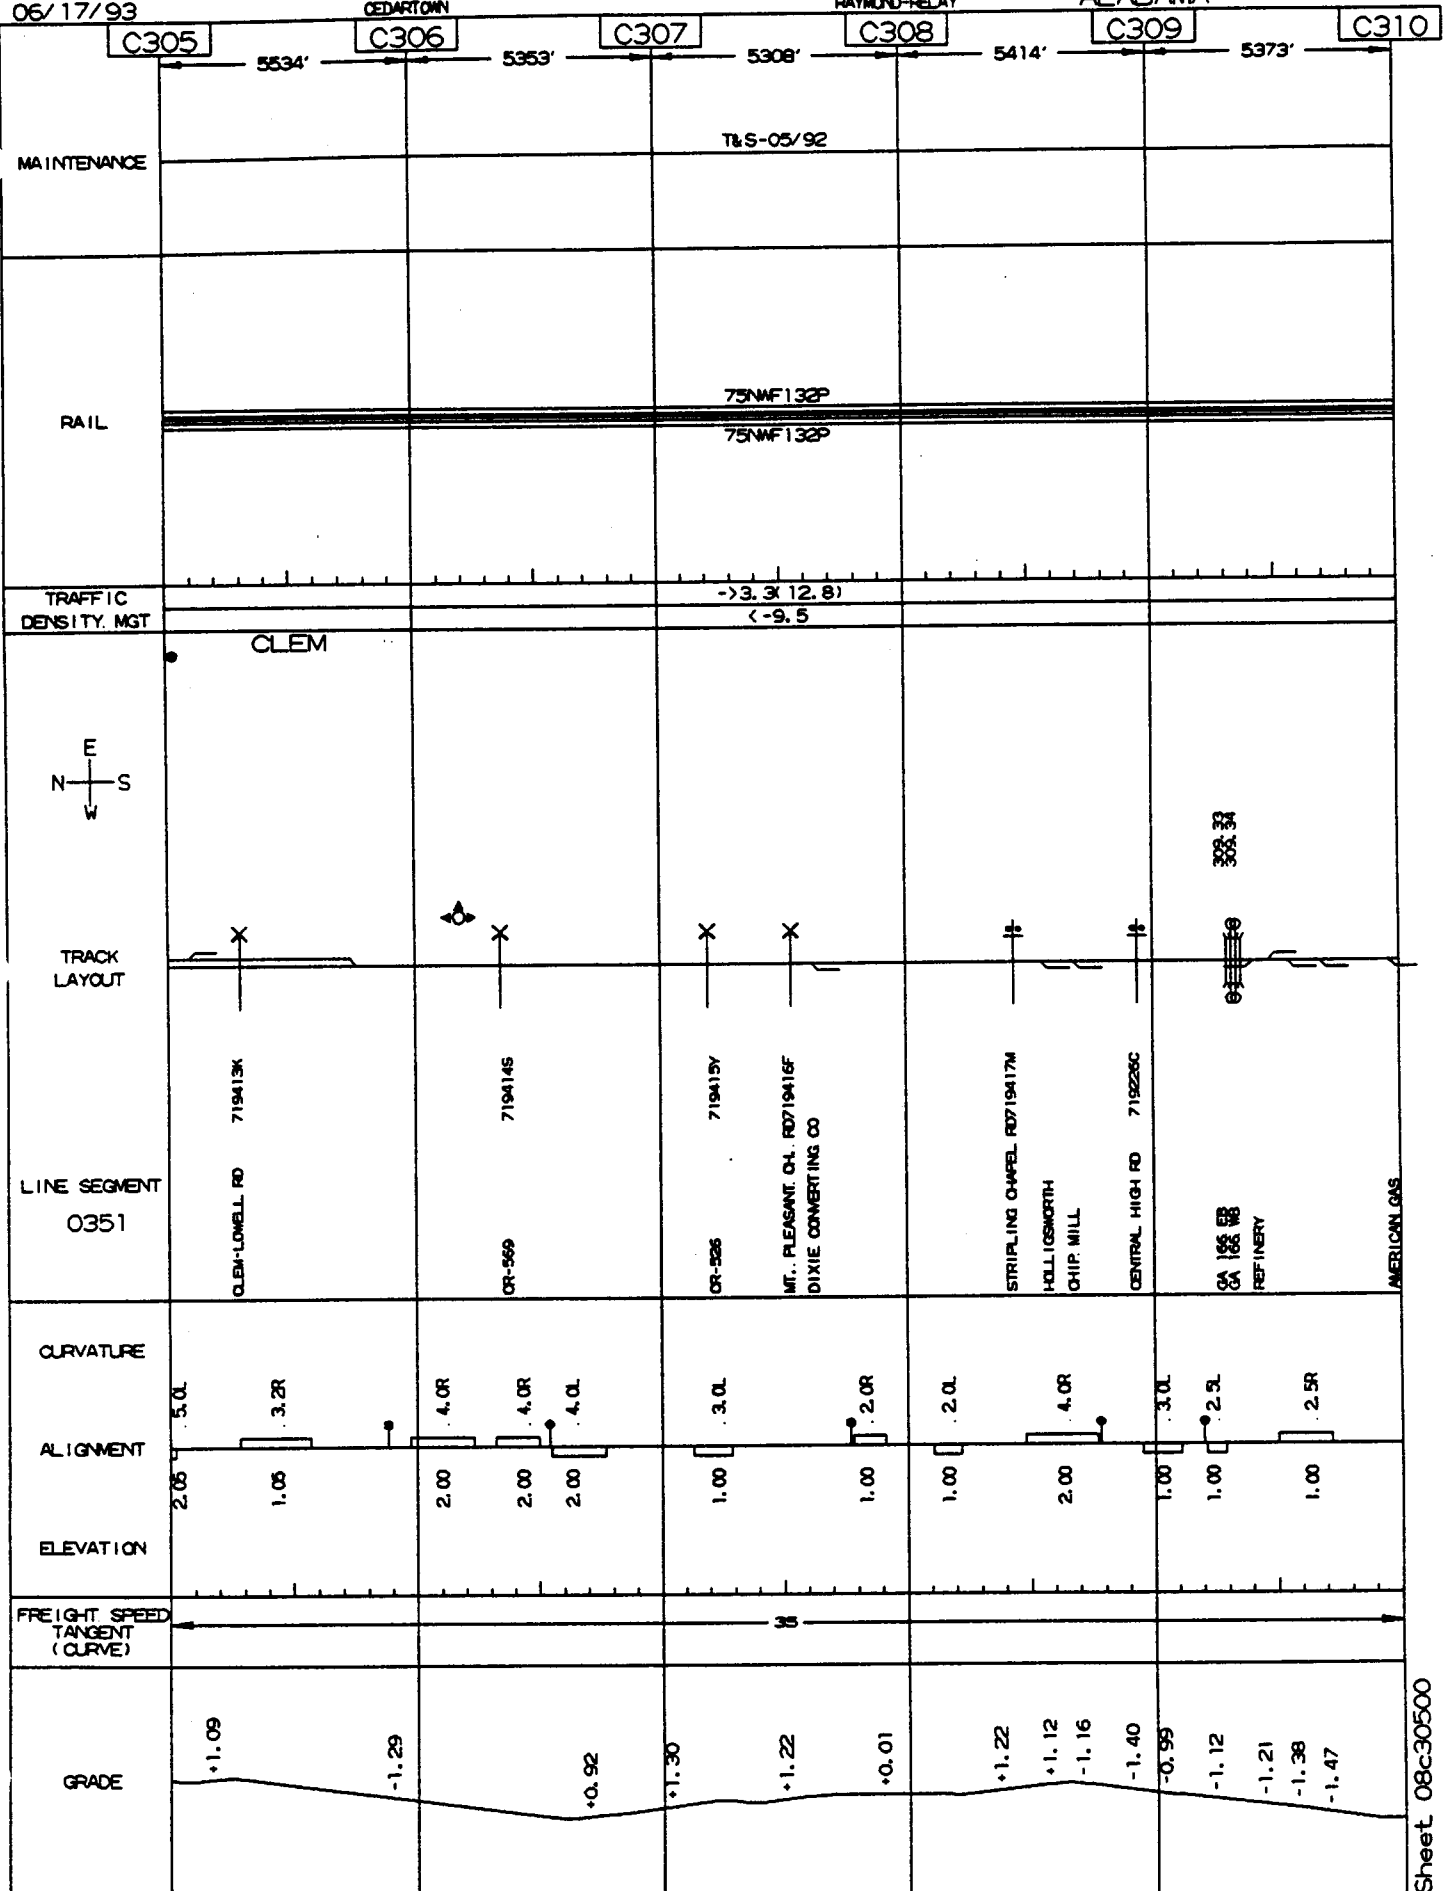 06/17/93 CEDARTOWN RAYMOND-RELAY ALABAMA
C305 C306 C307 C308 C309 C310
5534' 5353' 5308' 5414' 5373'
MAINTENANCE
T&S-05/92
RAIL
75NWF132P
75NWF132P
TRAFFIC
DENSITY MGT
->3.3(12.8)
<-9.5
CLEM
E
N S
W
309.33
309.34
TRACK
LAYOUT
LINE SEGMENT
0351
CLEM-LOWELL RD 719413K
CR-569 719414S
CR-526 719415Y
MT. PLEASANT. CH. RD719416F
DIXIE CONVERTING CO
STRIPLING CHAPEL RD719417M
HOLLIGSWORTH
CHIP MILL
CENTRAL HIGH RD 719226C
GA 166 EB
GA 166 WB
REFINERY
AMERICAN GAS
CURVATURE
5.0L 3.2R 4.0R 4.0R 4.0L 3.0L 2.0R 2.0L 4.0R 3.0L 2.5L 2.5R
ALIGNMENT
2.05 1.05 2.00 2.00 2.00 1.00 1.00 1.00 2.00 1.00 1.00 1.00
ELEVATION
FREIGHT SPEED
TANGENT
(CURVE)
35
GRADE
+1.09 -1.29 +0.92 +1.30 +1.22 +0.01 +1.22 +1.12 -1.16 -1.40 -0.99 -1.12 -1.21 -1.38 -1.47
Sheet 08c30500